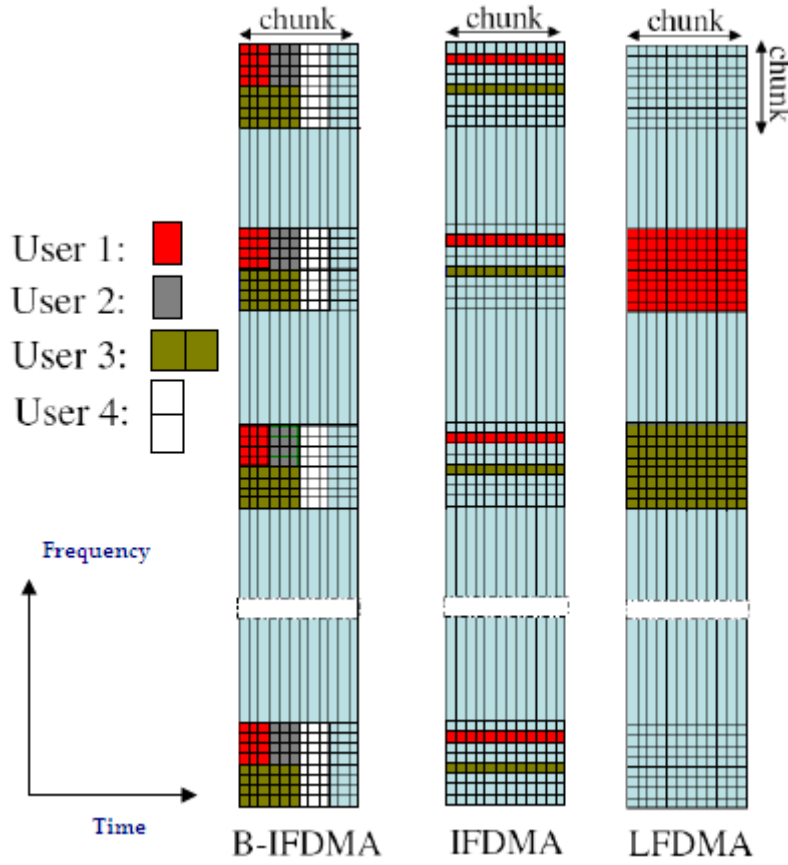 chunk
chunk
chunk
chunk
User 1:
User 2:
User 3:
User 4:
Frequency
Time
B-IFDMA
IFDMA
LFDMA